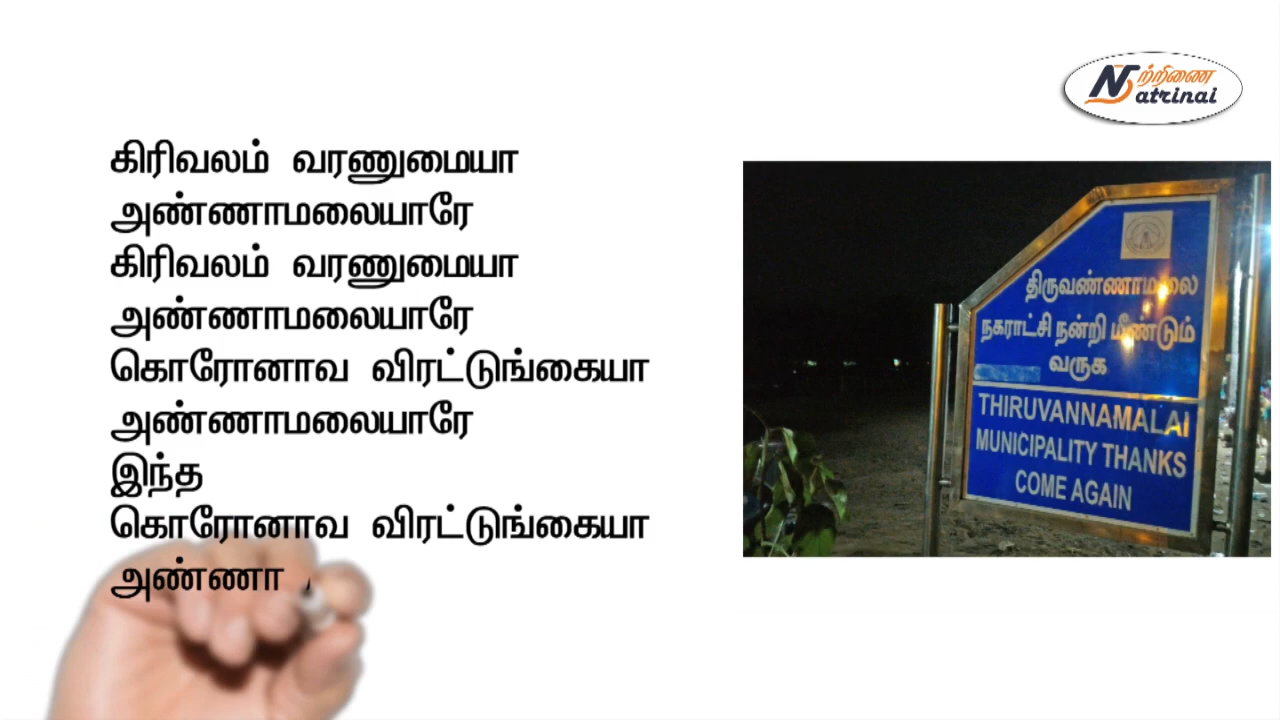 நற்றிணை
Natrinai
கிரிவலம் வரணுமையா
அண்ணாமலையாரே
கிரிவலம் வரணுமையா
அண்ணாமலையாரே
கொரோனாவ விரட்டுங்கையா
அண்ணாமலையாரே
இந்த
கொரோனாவ விரட்டுங்கையா
அண்ணா
திருவண்ணாமலை
நகராட்சி நன்றி மீண்டும்
வருக
THIRUVANNAMALAI
MUNICIPALITY THANKS
COME AGAIN